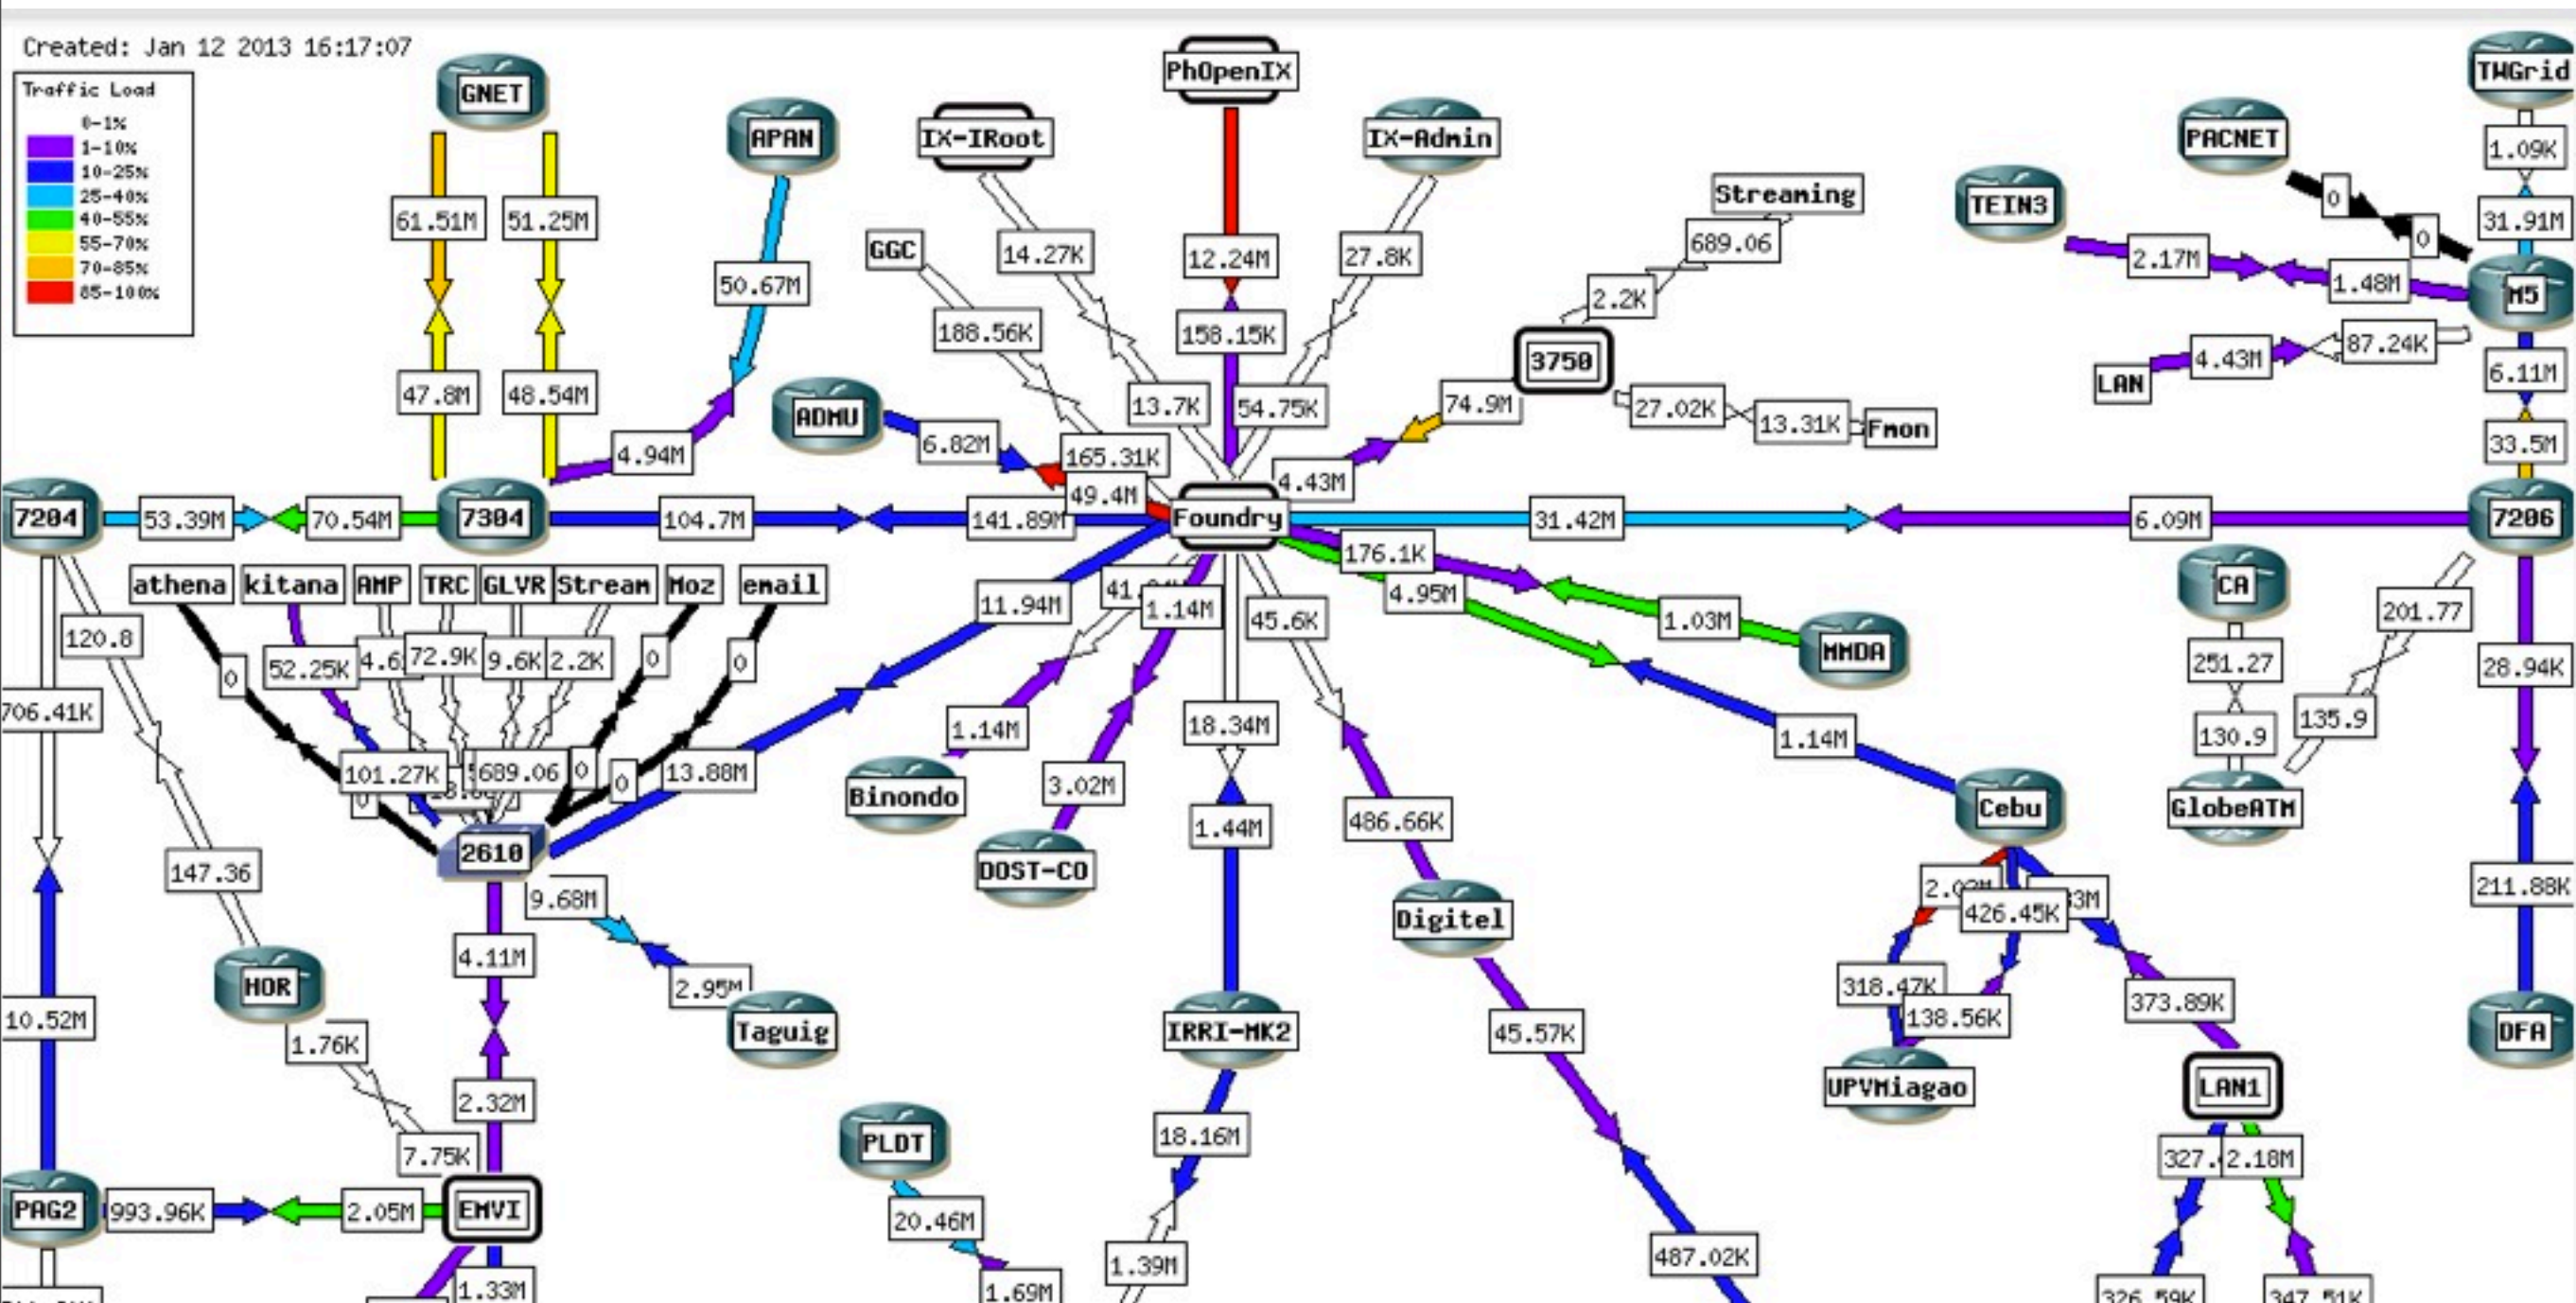 Created: Jan 12 2013 16:17:07
Traffic Load
0-1%
1-10%
10-25%
25-40%
40-55%
55-70%
70-85%
85-100%
GNET
APAN
IX-IRoot
PhOpenIX
IX-Admin
Streaming
TEIN3
PACNET
TWGrid
1.09K
61.51M
51.25M
50.67M
GGC
14.27K
12.24M
27.8K
689.06
2.17M
0
0
31.91M
188.56K
158.15K
2.2K
1.48M
M5
47.8M
48.54M
3750
LAN
4.43M
87.24K
6.11M
ADMU
6.82M
13.7K
54.75K
74.9M
27.02K
13.31K
Fmon
4.94M
165.31K
49.4M
4.43M
33.5M
7204
53.39M
70.54M
7304
104.7M
141.89M
Foundry
31.42M
6.09M
7206
athena
kitana
AMP
TRC
GLVR
Stream
Moz
email
11.94M
1.14M
45.6K
176.1K
4.95M
1.03M
MMDA
CA
201.77
120.8
0
52.25K
72.9K
9.6K
2.2K
0
0
251.27
28.94K
706.41K
101.27K
0
689.06
0
0
13.88M
1.14M
18.34M
1.14M
130.9
135.9
Binondo
3.02M
1.44M
486.66K
Cebu
GlobeATM
147.36
2610
9.68M
DOST-CO
Digitel
426.45K
211.88K
HOR
4.11M
2.95M
Taguig
318.47K
138.56K
373.89K
10.52M
1.76K
IRRI-MK2
45.57K
DFA
2.32M
UPVMiagao
LAN1
7.75K
PLDT
18.16M
2.18M
PAG2
993.96K
2.05M
EMVI
20.46M
1.39M
487.02K
1.33M
1.69M
326.59K
347.51K